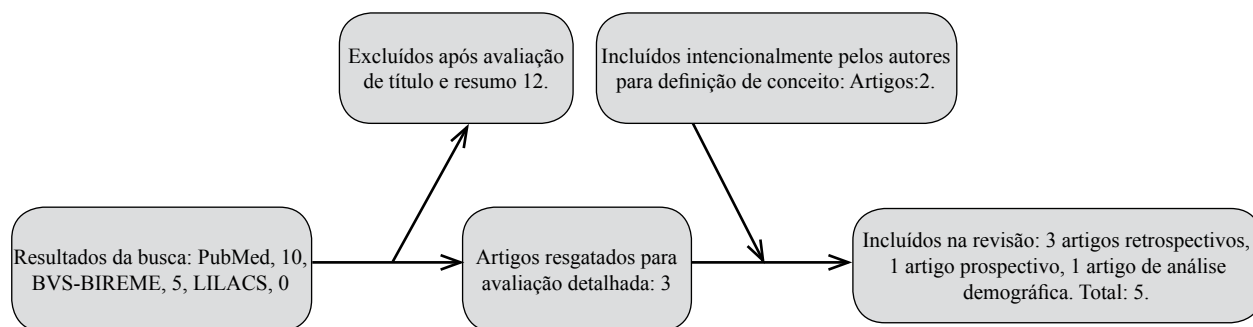 Excluídos após avaliação
de título e resumo 12.
Incluídos intencionalmente pelos autores
para definição de conceito: Artigos:2.
Resultados da busca: PubMed, 10,
BVS-BIREME, 5, LILACS, 0
Artigos resgatados para
avaliação detalhada: 3
Incluídos na revisão: 3 artigos retrospectivos,
1 artigo prospectivo, 1 artigo de análise
demográfica. Total: 5.